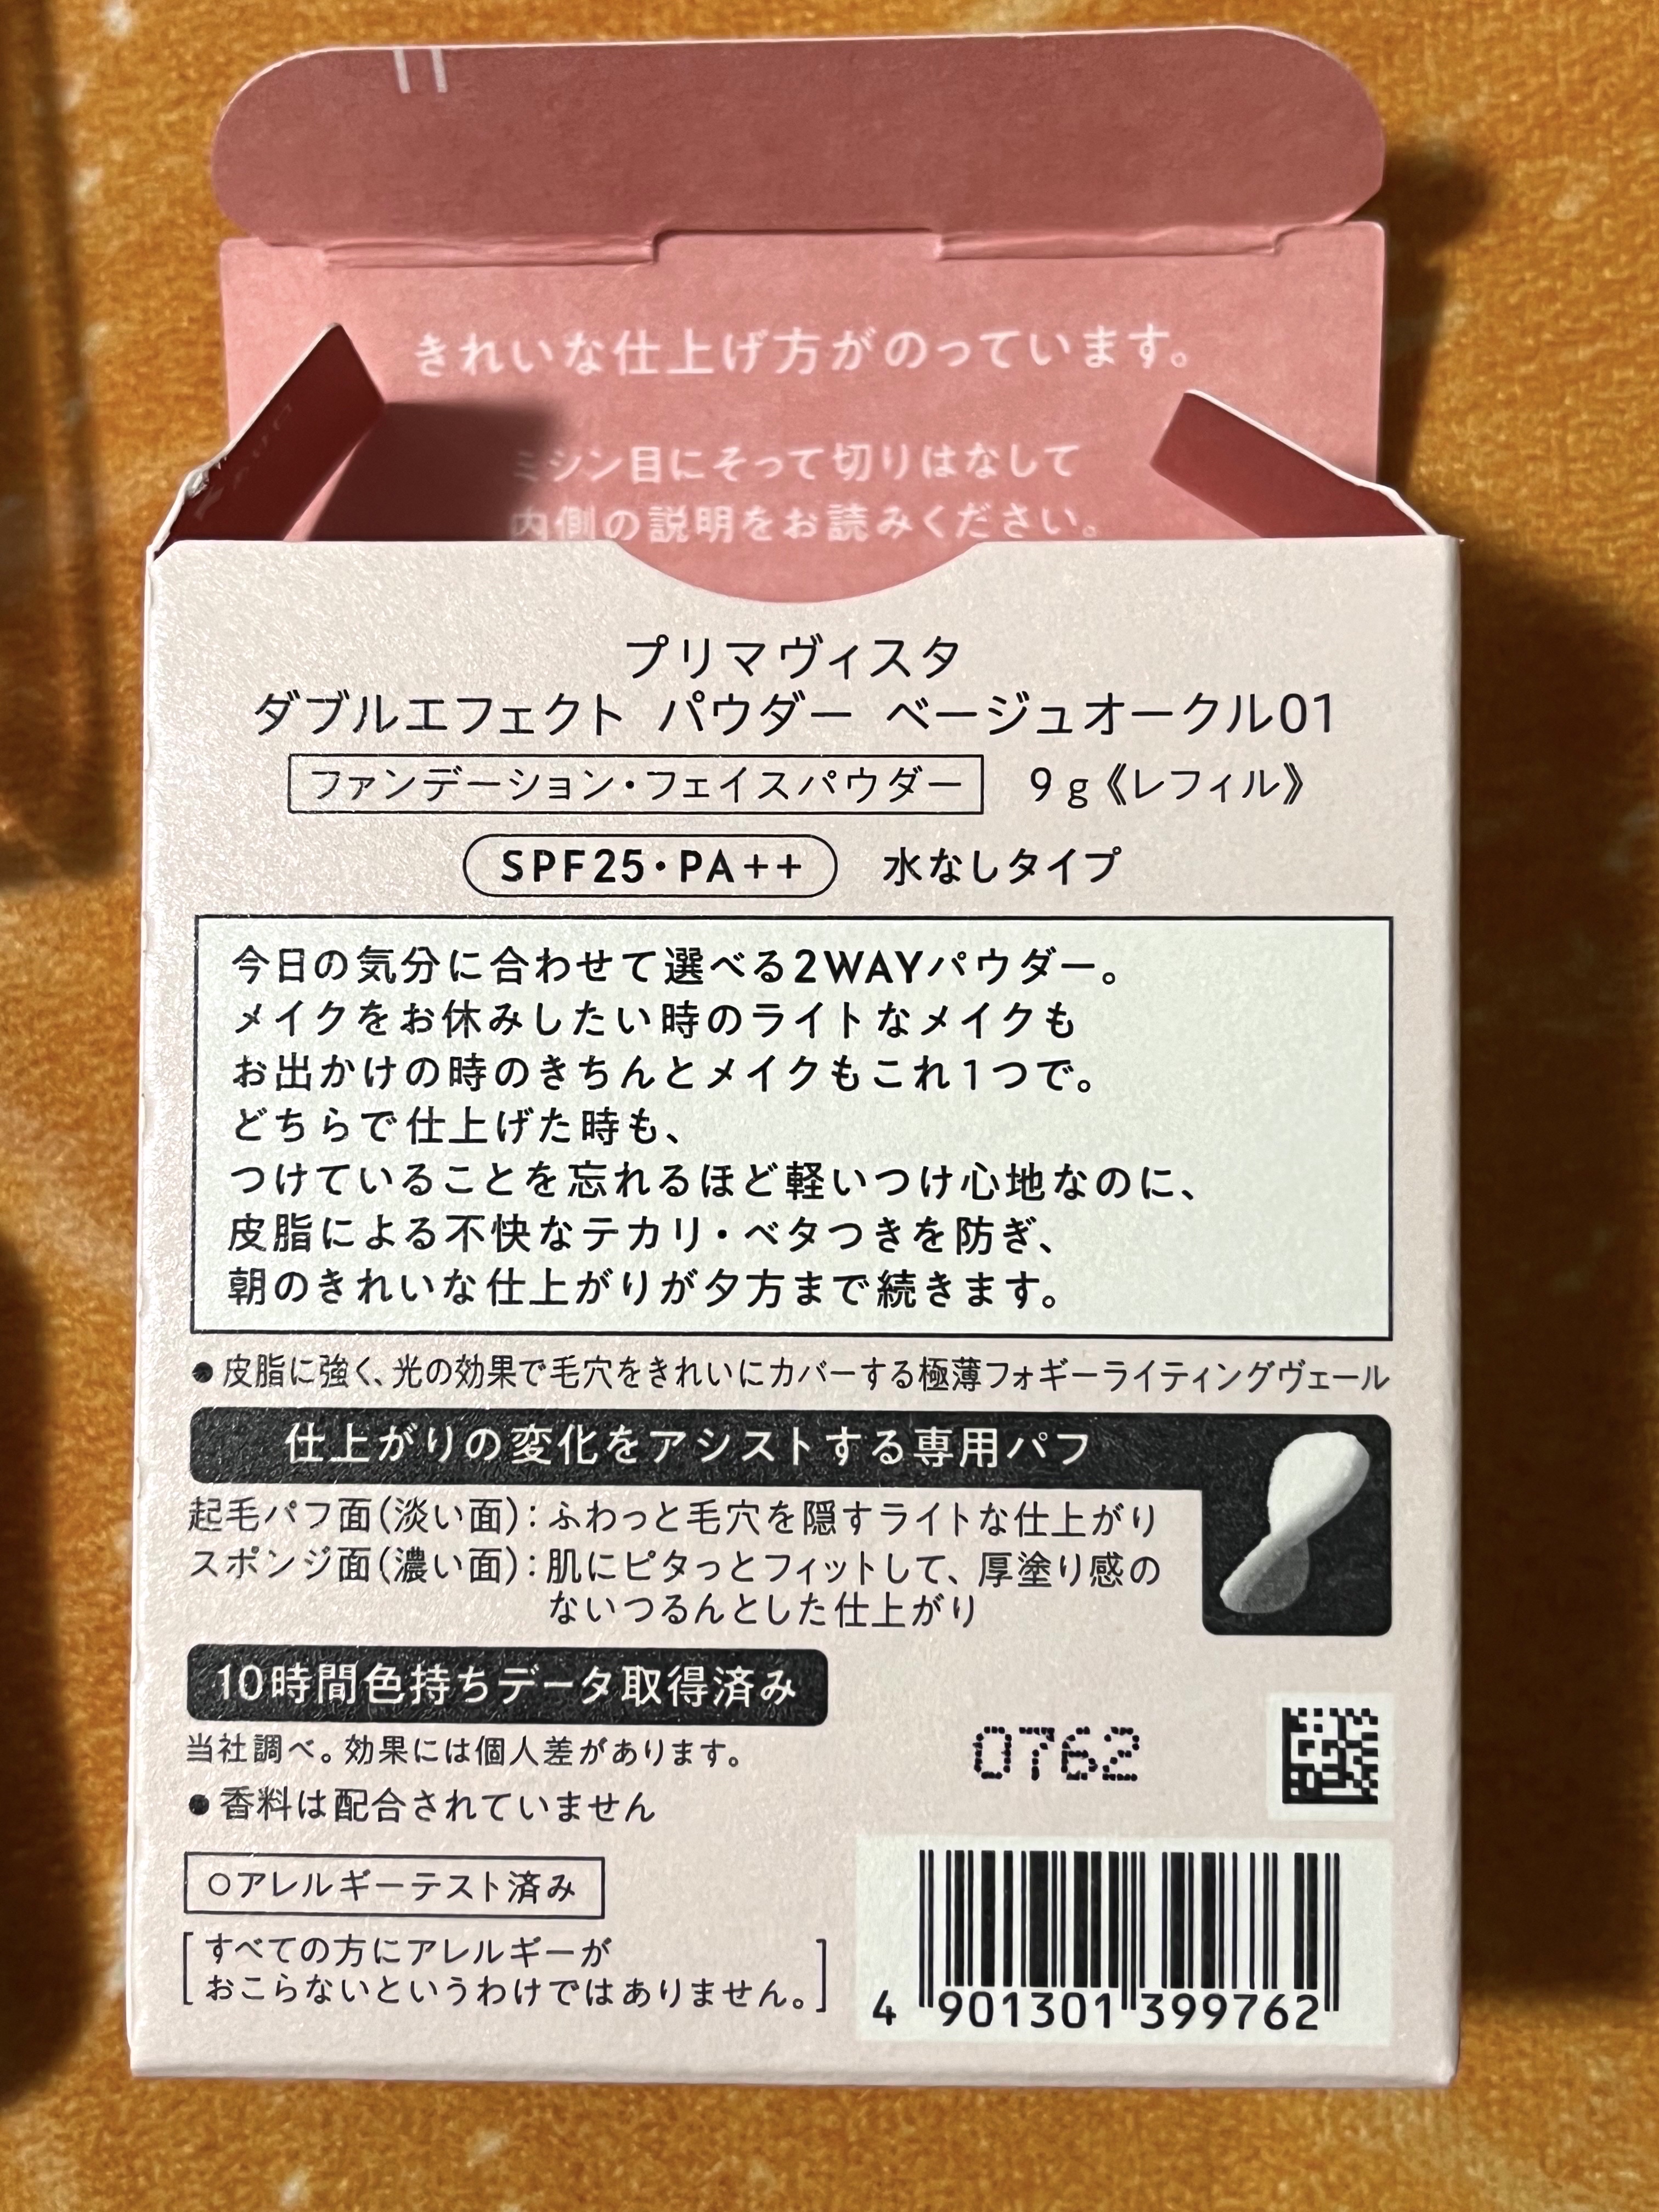 きれいな仕上げ方がのっています。
ミシン目にそって切りはなして
内側の説明をお読みください。
プリマヴィスタ
ダブルエフェクト パウダー ベージュオークル01
ファンデーション・フェイスパウダー 9g《レフィル》
SPF25・PA++ 水なしタイプ
今日の気分に合わせて選べる2WAYパウダー。
メイクをお休みしたい時のライトなメイクも
お出かけの時のきちんとメイクもこれ1つで。
どちらで仕上げた時も、
つけていることを忘れるほど軽いつけ心地なのに、
皮脂による不快なテカリ・ベタつきを防ぎ、
朝のきれいな仕上がりが夕方まで続きます。
●皮脂に強く、光の効果で毛穴をきれいにカバーする極薄フォギーライティングヴェール
仕上がりの変化をアシストする専用パフ
起毛パフ面(淡い面):ふわっと毛穴を隠すライトな仕上がり
スポンジ面(濃い面):肌にピタっとフィットして、厚塗り感の
ないつるんとした仕上がり
10時間色持ちデータ取得済み
当社調べ。効果には個人差があります。
0762
●香料は配合されていません
○アレルギーテスト済み
[すべての方にアレルギーが
おこらないというわけではありません。]
4 901301 399762